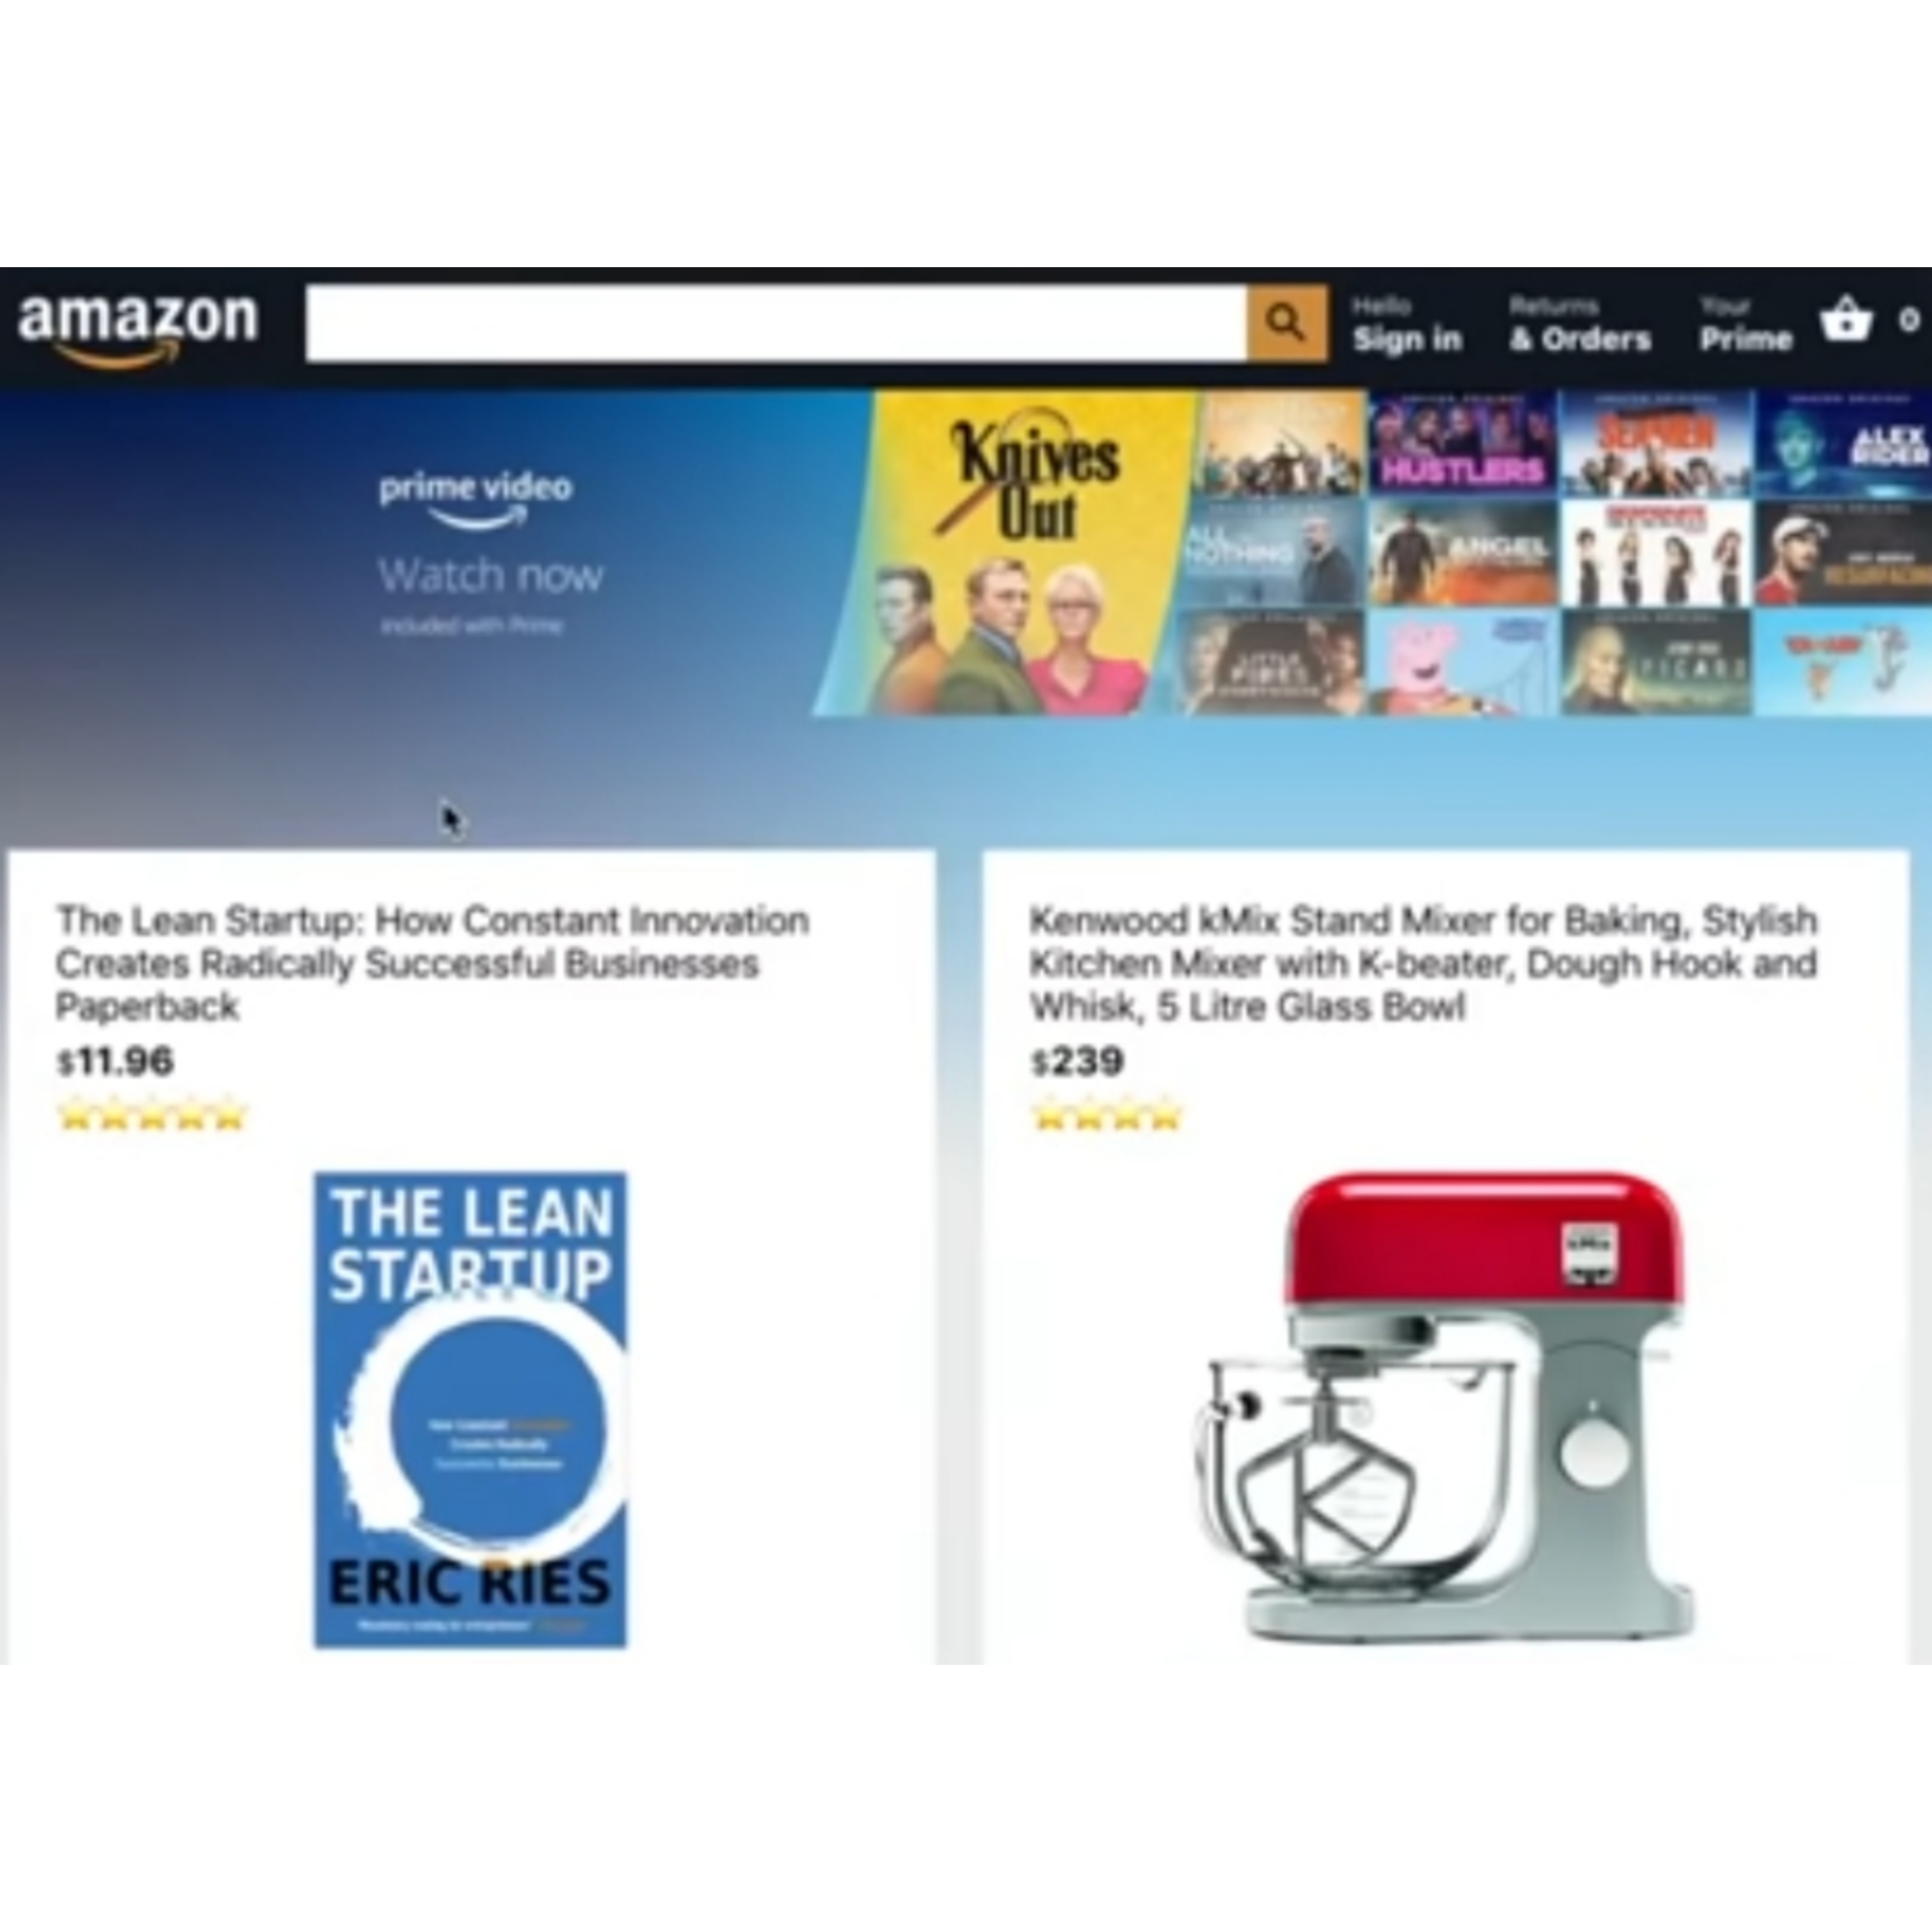 amazon
Hello
Sign in
Returns
& Orders
Your
Prime
0
prime video
Watch now
included with Prime
Knives
Out
HUSTLERS
ALEX
RIDER
ALL
NOTHING
ANGEL
LITTLE
FIRES
PICARD
The Lean Startup: How Constant Innovation
Creates Radically Successful Businesses
Paperback
$11.96
Kenwood kMix Stand Mixer for Baking, Stylish
Kitchen Mixer with K-beater, Dough Hook and
Whisk, 5 Litre Glass Bowl
$239
THE LEAN
STARTUP
How Constant
Creates Radically
Successful Businesses
ERIC RIES
kMix